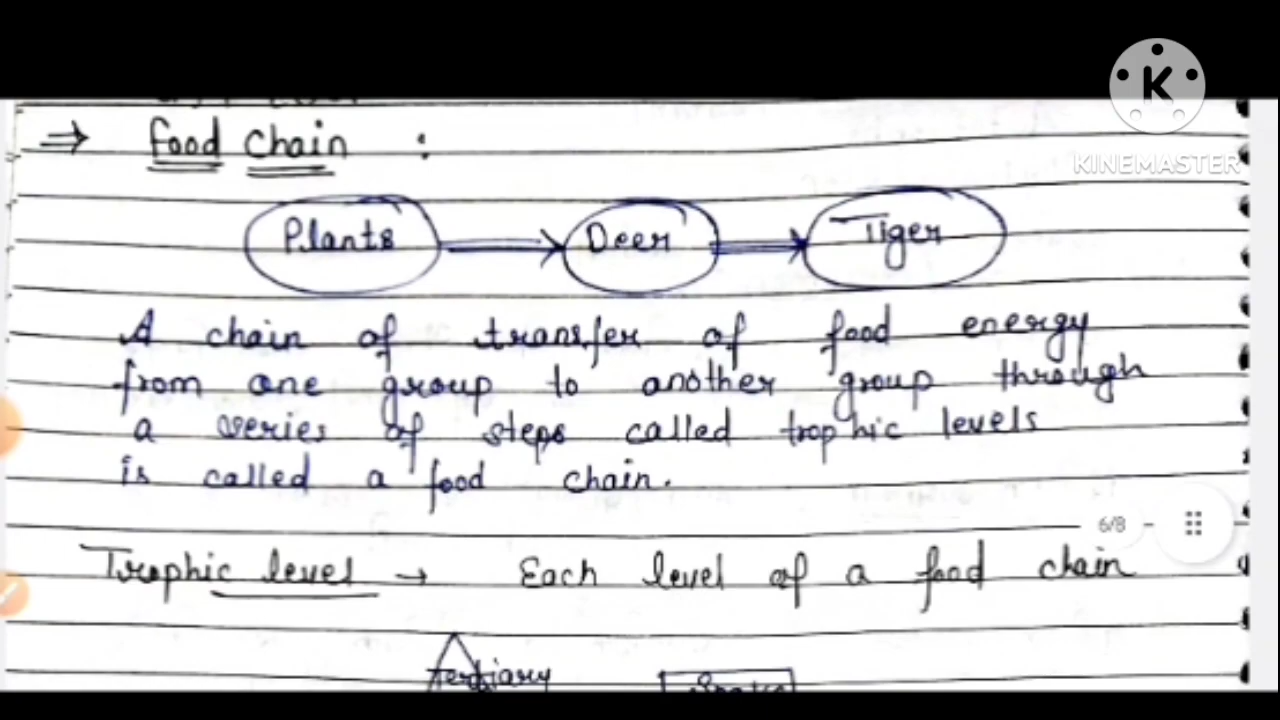 K
KINEMASTER
⇒ Food Chain :
Plants → Deer → Tiger
A chain of transfer of food energy
from one group to another group through
a series of steps called trophic levels
is called a food chain.
6/8
Trophic level → Each level of a food chain
Tertiary